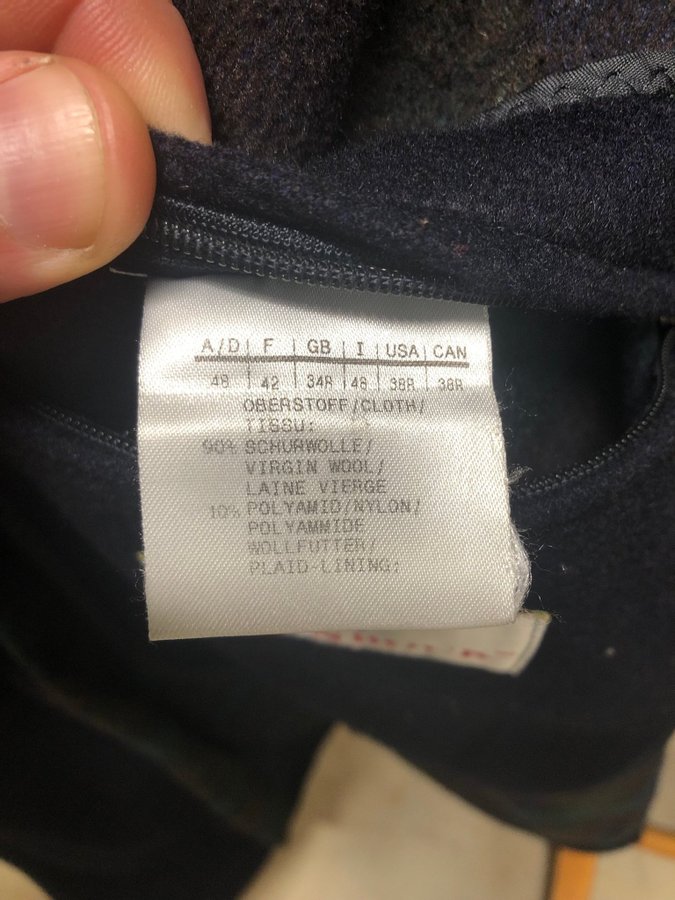 A/D | F | GB | I | USA | CAN
48 | 42 | 34R | 48 | 38R | 38R
OBERSTOFF/CLOTH/
TISSU:
90% SCHURWOLLE/
VIRGIN WOOL/
LAINE VIERGE
10% POLYAMID/NYLON/
POLYAMMIDE
WOLLFUTTER/
PLAID-LINING: